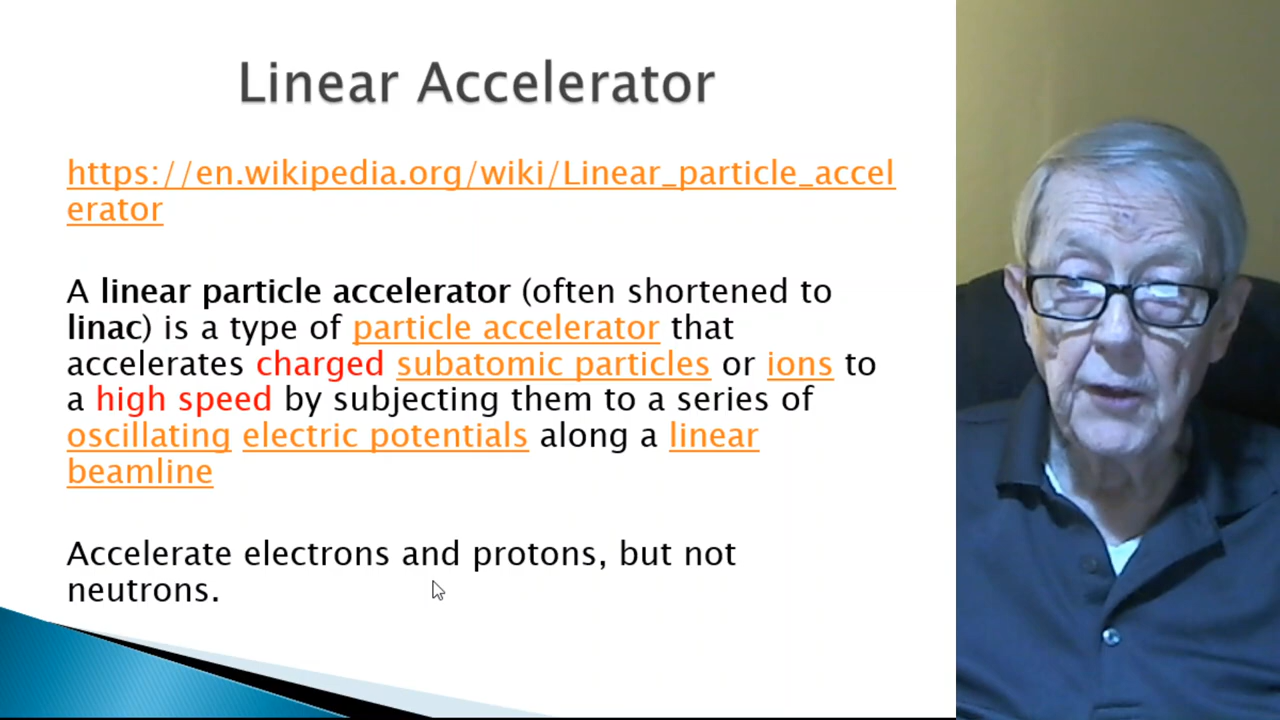 Linear Accelerator
https://en.wikipedia.org/wiki/Linear_particle_accel
erator
A linear particle accelerator (often shortened to
linac) is a type of particle accelerator that
accelerates charged subatomic particles or ions to
a high speed by subjecting them to a series of
oscillating electric potentials along a linear
beamline
Accelerate electrons and protons, but not
neutrons.